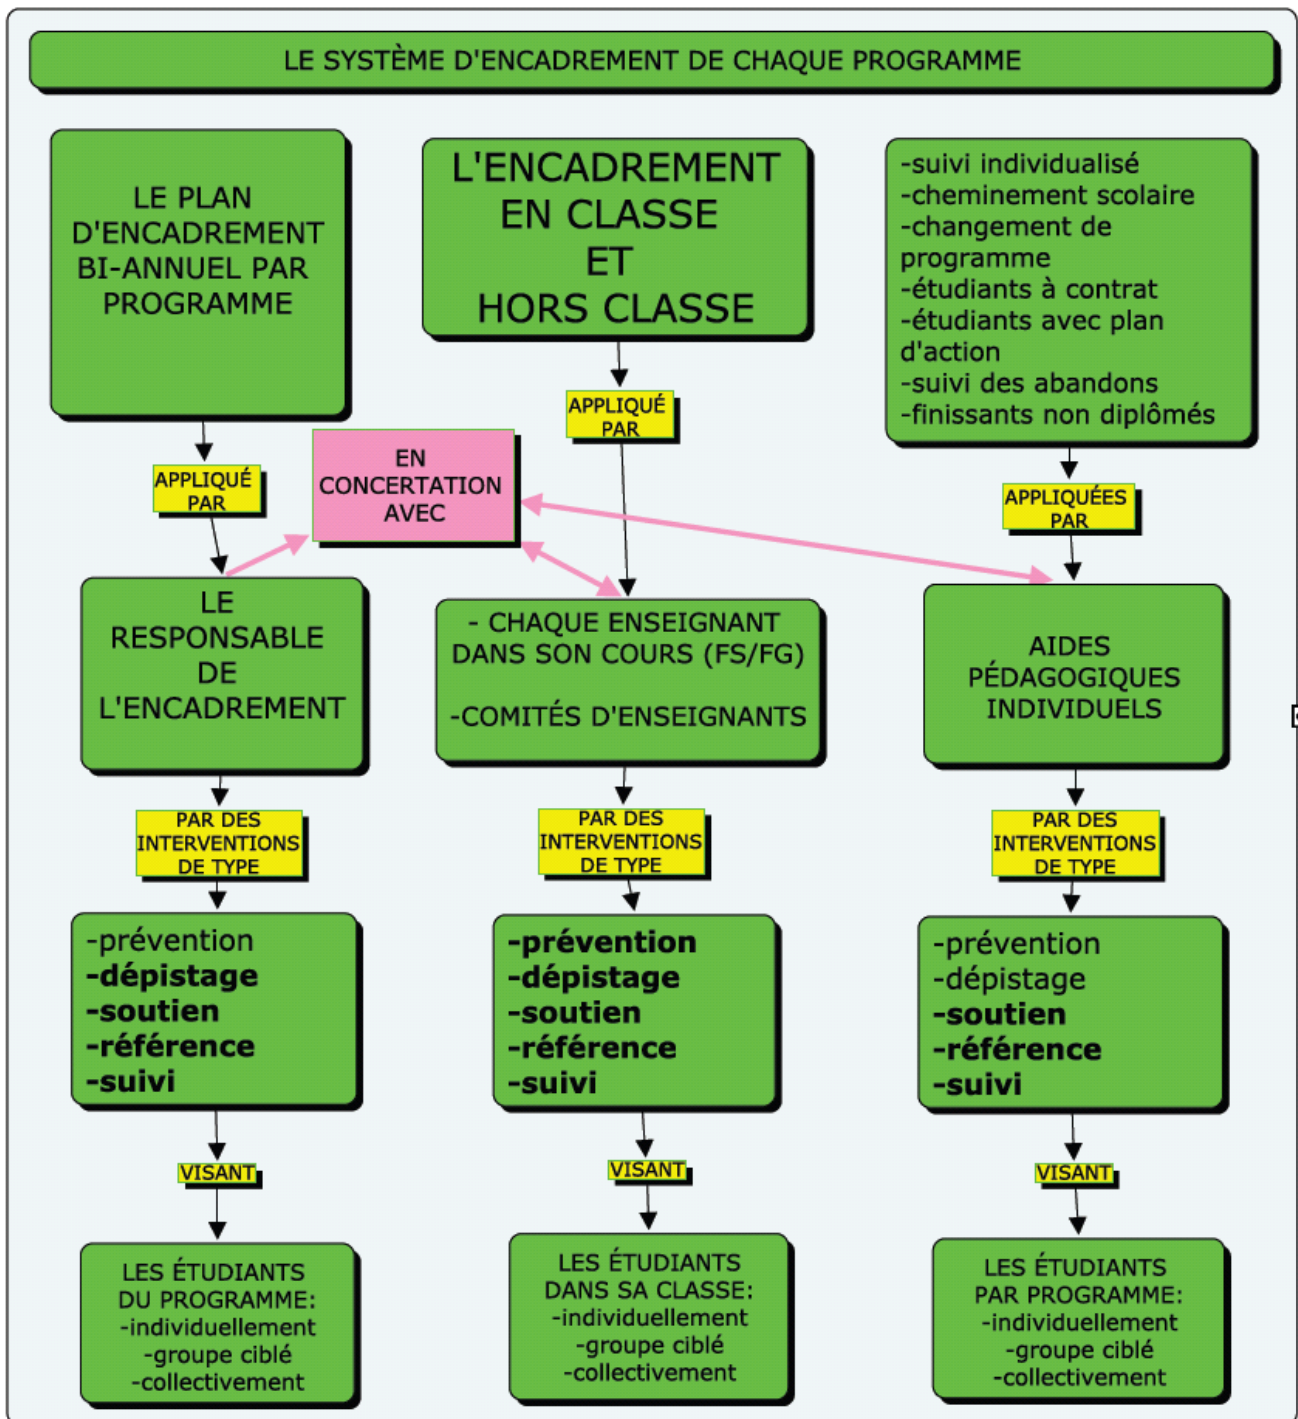 LE SYSTÈME D'ENCADREMENT DE CHAQUE PROGRAMME
LE PLAN
D'ENCADREMENT
BI-ANNUEL PAR
PROGRAMME
L'ENCADREMENT
EN CLASSE
ET
HORS CLASSE
-suivi individualisé
-cheminement scolaire
-changement de
programme
-étudiants à contrat
-étudiants avec plan
d'action
-suivi des abandons
-finissants non diplômés
APPLIQUÉ
PAR
EN
CONCERTATION
AVEC
APPLIQUÉ
PAR
APPLIQUÉES
PAR
LE
RESPONSABLE
DE
L'ENCADREMENT
- CHAQUE ENSEIGNANT
DANS SON COURS (FS/FG)
-COMITÉS D'ENSEIGNANTS
AIDES
PÉDAGOGIQUES
INDIVIDUELS
PAR DES
INTERVENTIONS
DE TYPE
PAR DES
INTERVENTIONS
DE TYPE
PAR DES
INTERVENTIONS
DE TYPE
-prévention
-dépistage
-soutien
-référence
-suivi
-prévention
-dépistage
-soutien
-référence
-suivi
-prévention
-dépistage
-soutien
-référence
-suivi
VISANT
VISANT
VISANT
LES ÉTUDIANTS
DU PROGRAMME:
-individuellement
-groupe ciblé
-collectivement
LES ÉTUDIANTS
DANS SA CLASSE:
-individuellement
-groupe ciblé
-collectivement
LES ÉTUDIANTS
PAR PROGRAMME:
-individuellement
-groupe ciblé
-collectivement